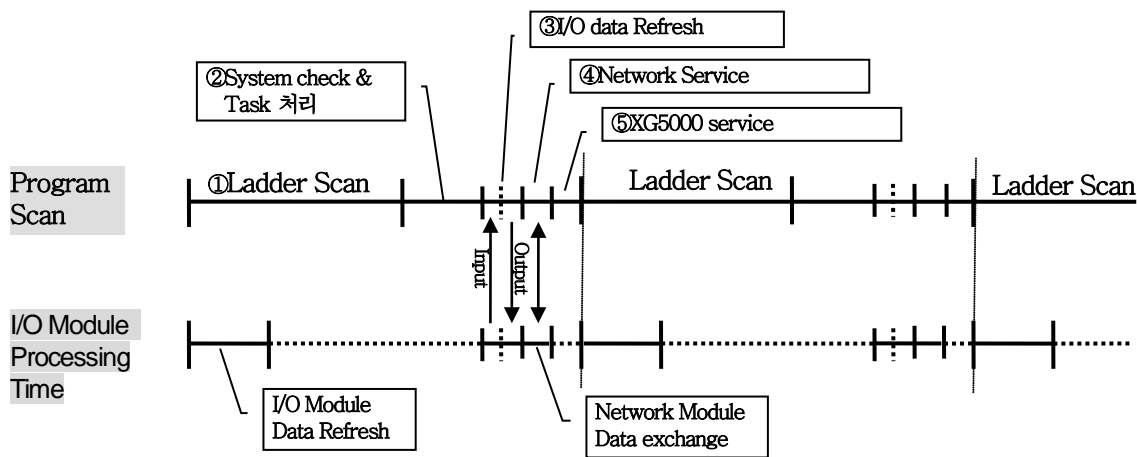 ③I/O data Refresh
②System check &
Task 처리
④Network Service
⑤XG5000 service
Program
Scan
①Ladder Scan
Ladder Scan
Ladder Scan
Input
Output
I/O Module
Processing
Time
I/O Module
Data Refresh
Network Module
Data exchange